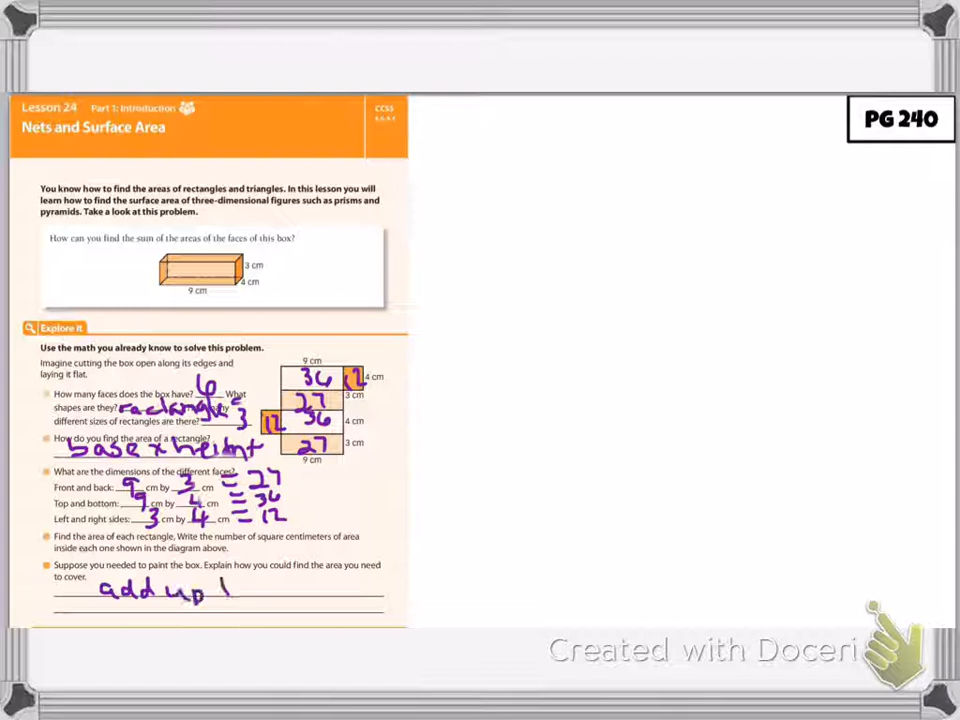 Lesson 24 Part 1: Introduction
CCSS
Nets and Surface Area
PG 240
You know how to find the areas of rectangles and triangles. In this lesson you will
learn how to find the surface area of three-dimensional figures such as prisms and
pyramids. Take a look at this problem.
How can you find the sum of the areas of the faces of this box?
3 cm
4 cm
9 cm
Explore it
Use the math you already know to solve this problem.
Imagine cutting the box open along its edges and
laying it flat.
How many faces does the box have? 6 What
shapes are they? rectangles
different sizes of rectangles are there? 3
How do you find the area of a rectangle?
base x height
9 cm
36 12 4 cm
27 3 cm
12 36 4 cm
27 3 cm
9 cm
What are the dimensions of the different faces?
Front and back: 9 cm by 3 cm = 27
Top and bottom: 9 cm by 4 cm = 36
Left and right sides: 3 cm by 4 cm = 12
Find the area of each rectangle. Write the number of square centimeters of area
inside each one shown in the diagram above.
Suppose you needed to paint the box. Explain how you could find the area you need
to cover.
add up
Created with Doceri